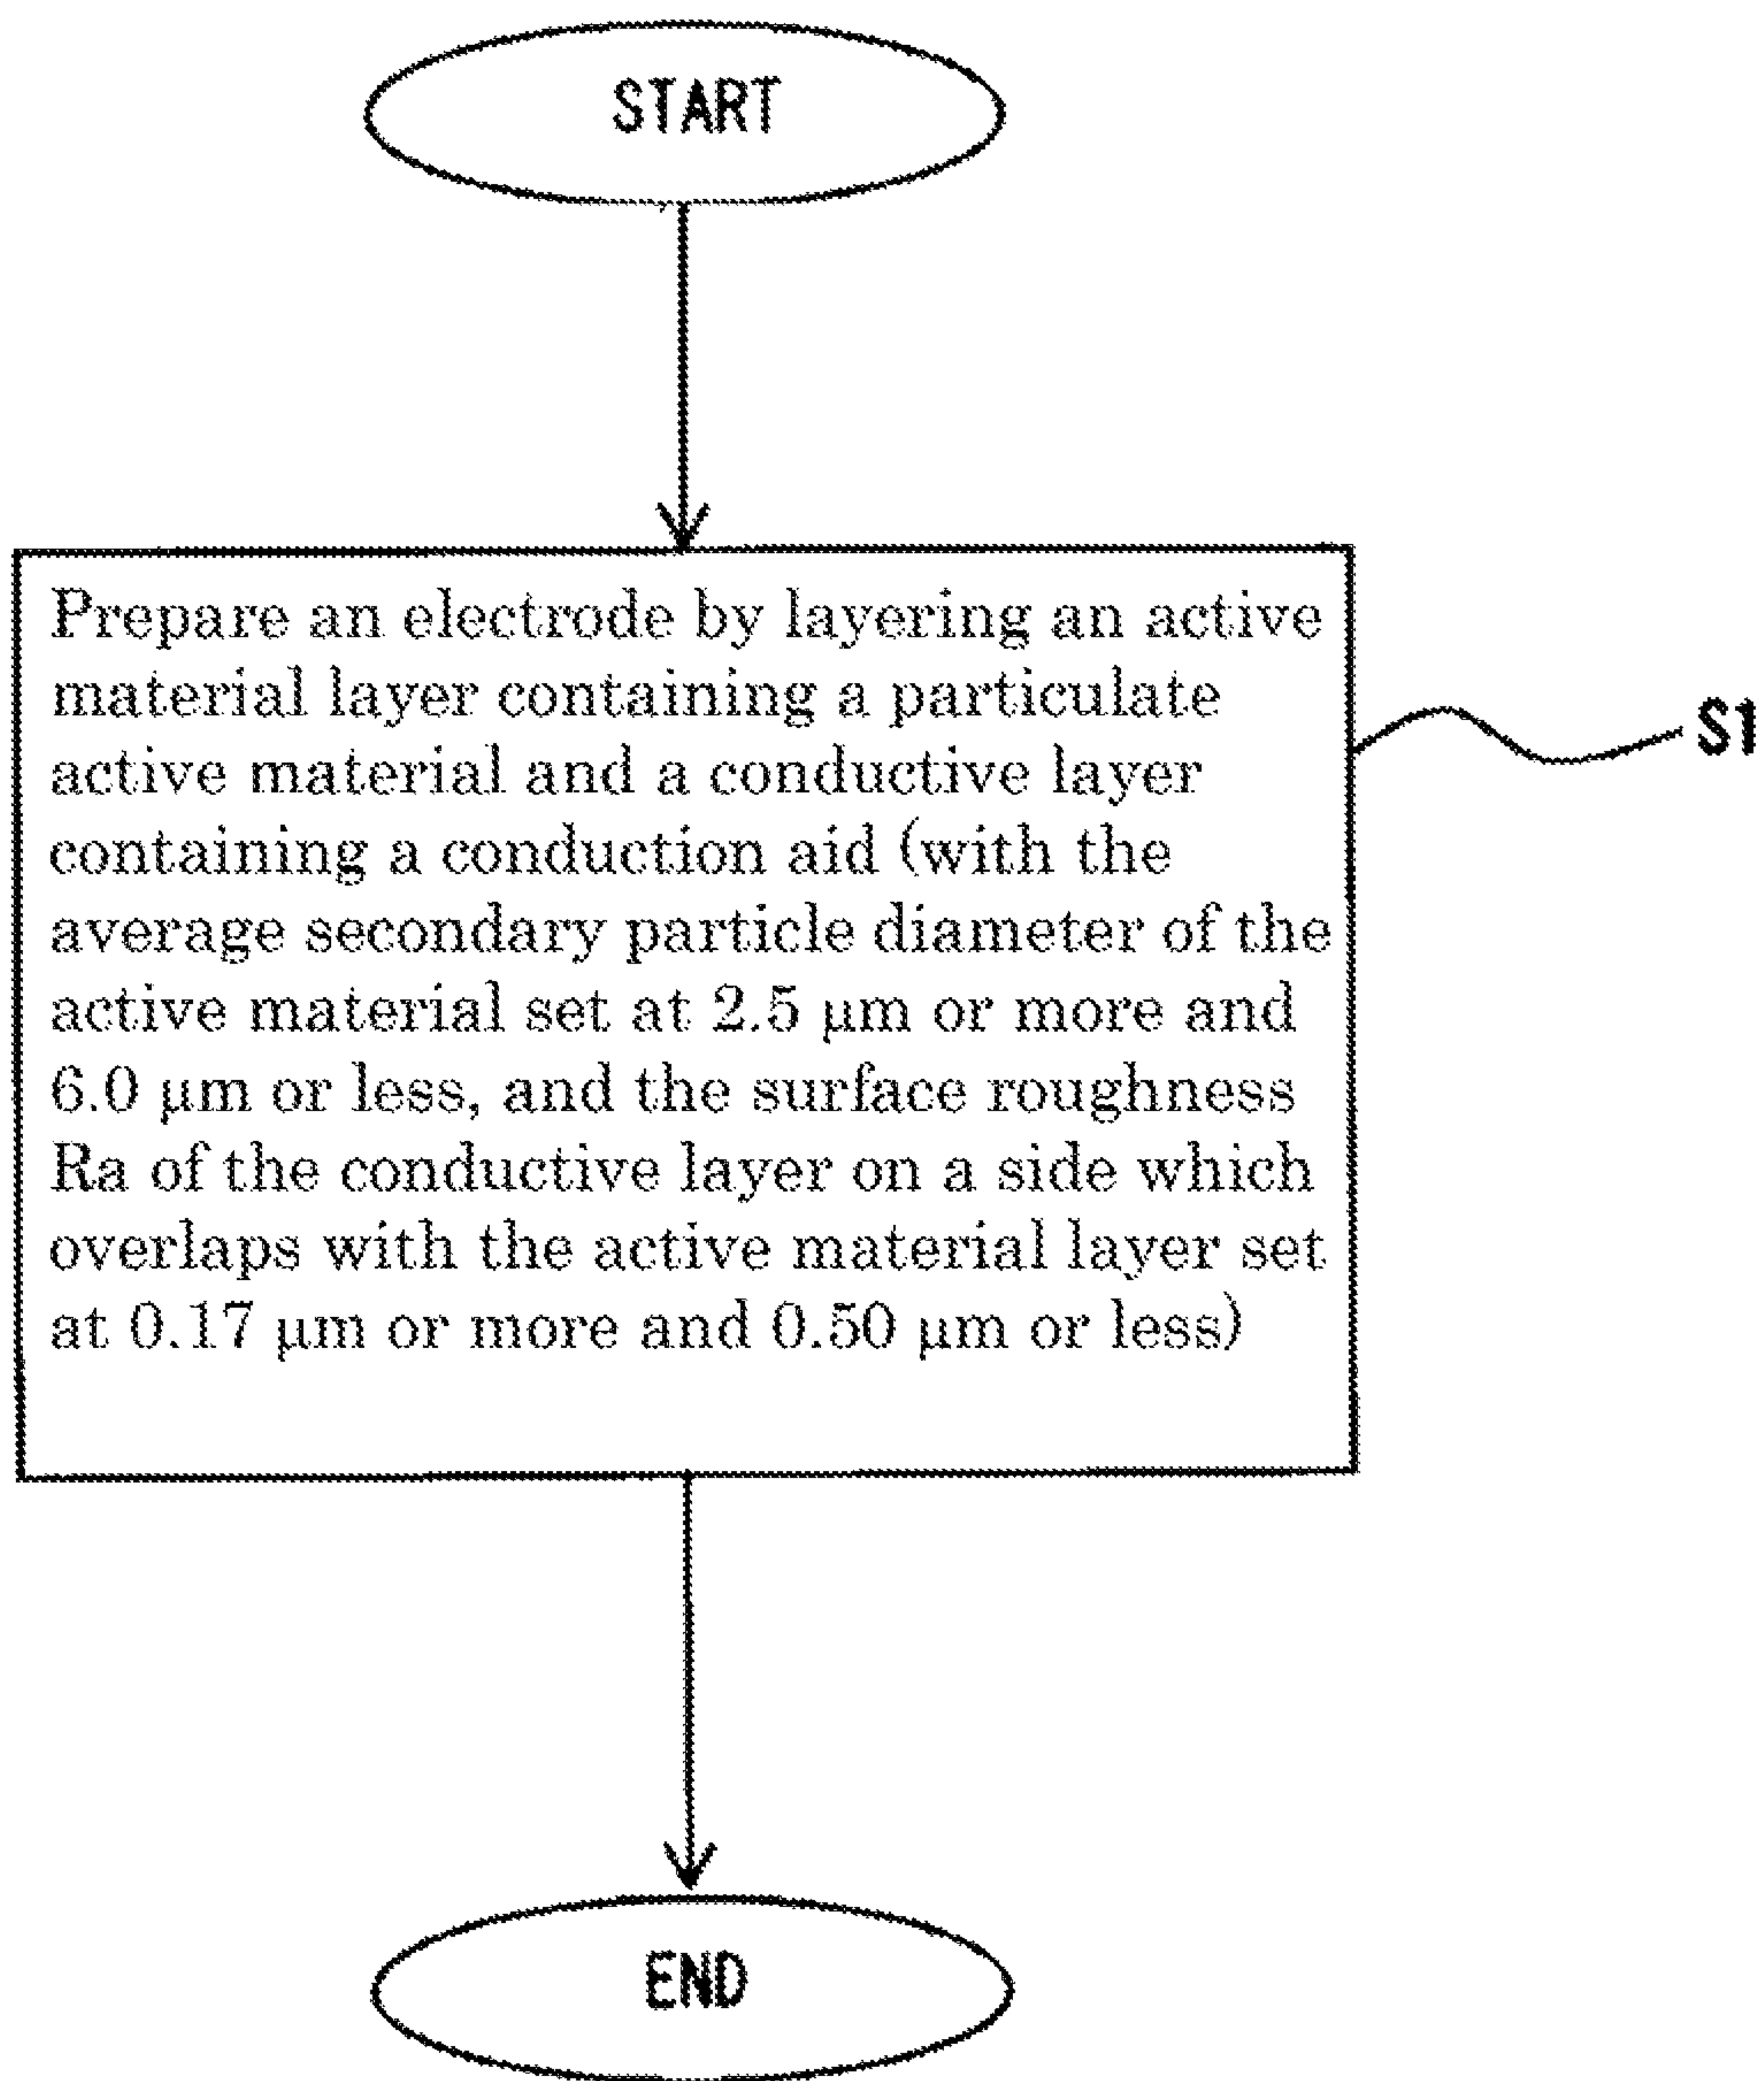 START
Prepare an electrode by layering an active
material layer containing a particulate
active material and a conductive layer
containing a conduction aid (with the
average secondary particle diameter of the
active material set at 2.5 μm or more and
6.0 μm or less, and the surface roughness
Ra of the conductive layer on a side which
overlaps with the active material layer set
at 0.17 μm or more and 0.50 μm or less)
S1
END